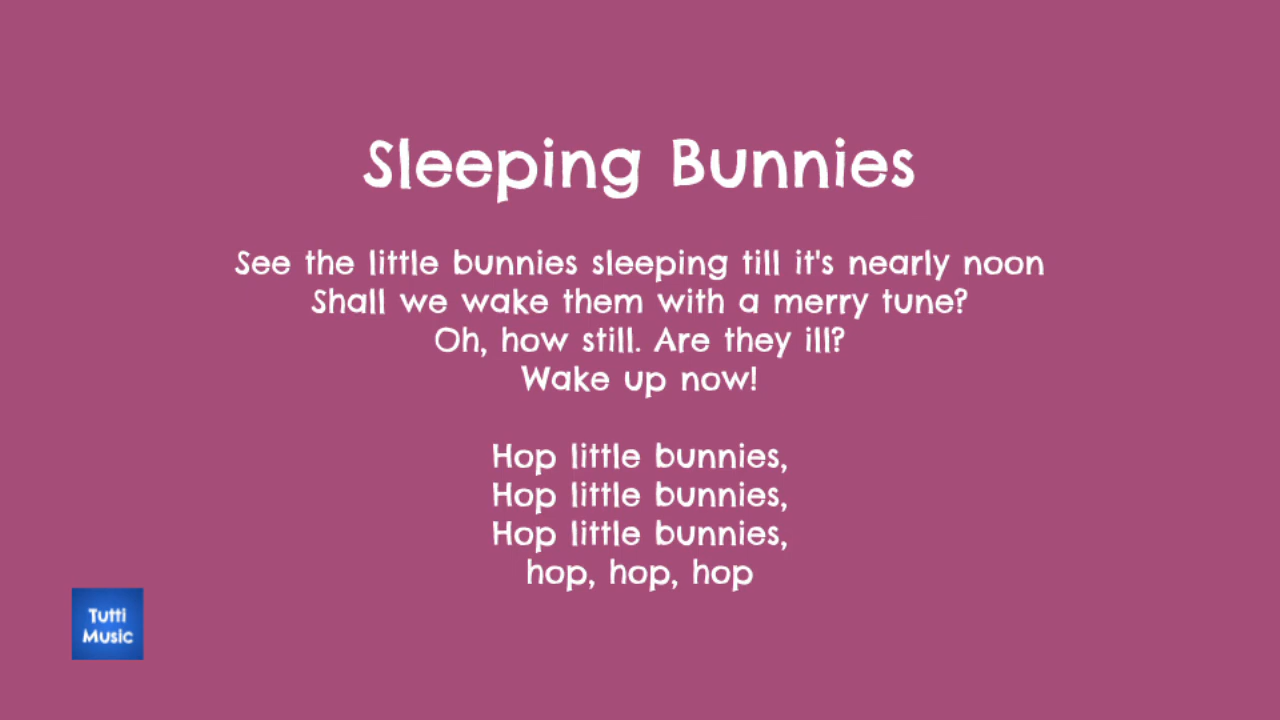 Sleeping Bunnies
See the little bunnies sleeping till it's nearly noon
Shall we wake them with a merry tune?
Oh, how still. Are they ill?
Wake up now!
Hop little bunnies,
Hop little bunnies,
Hop little bunnies,
hop, hop, hop
Tutti
Music